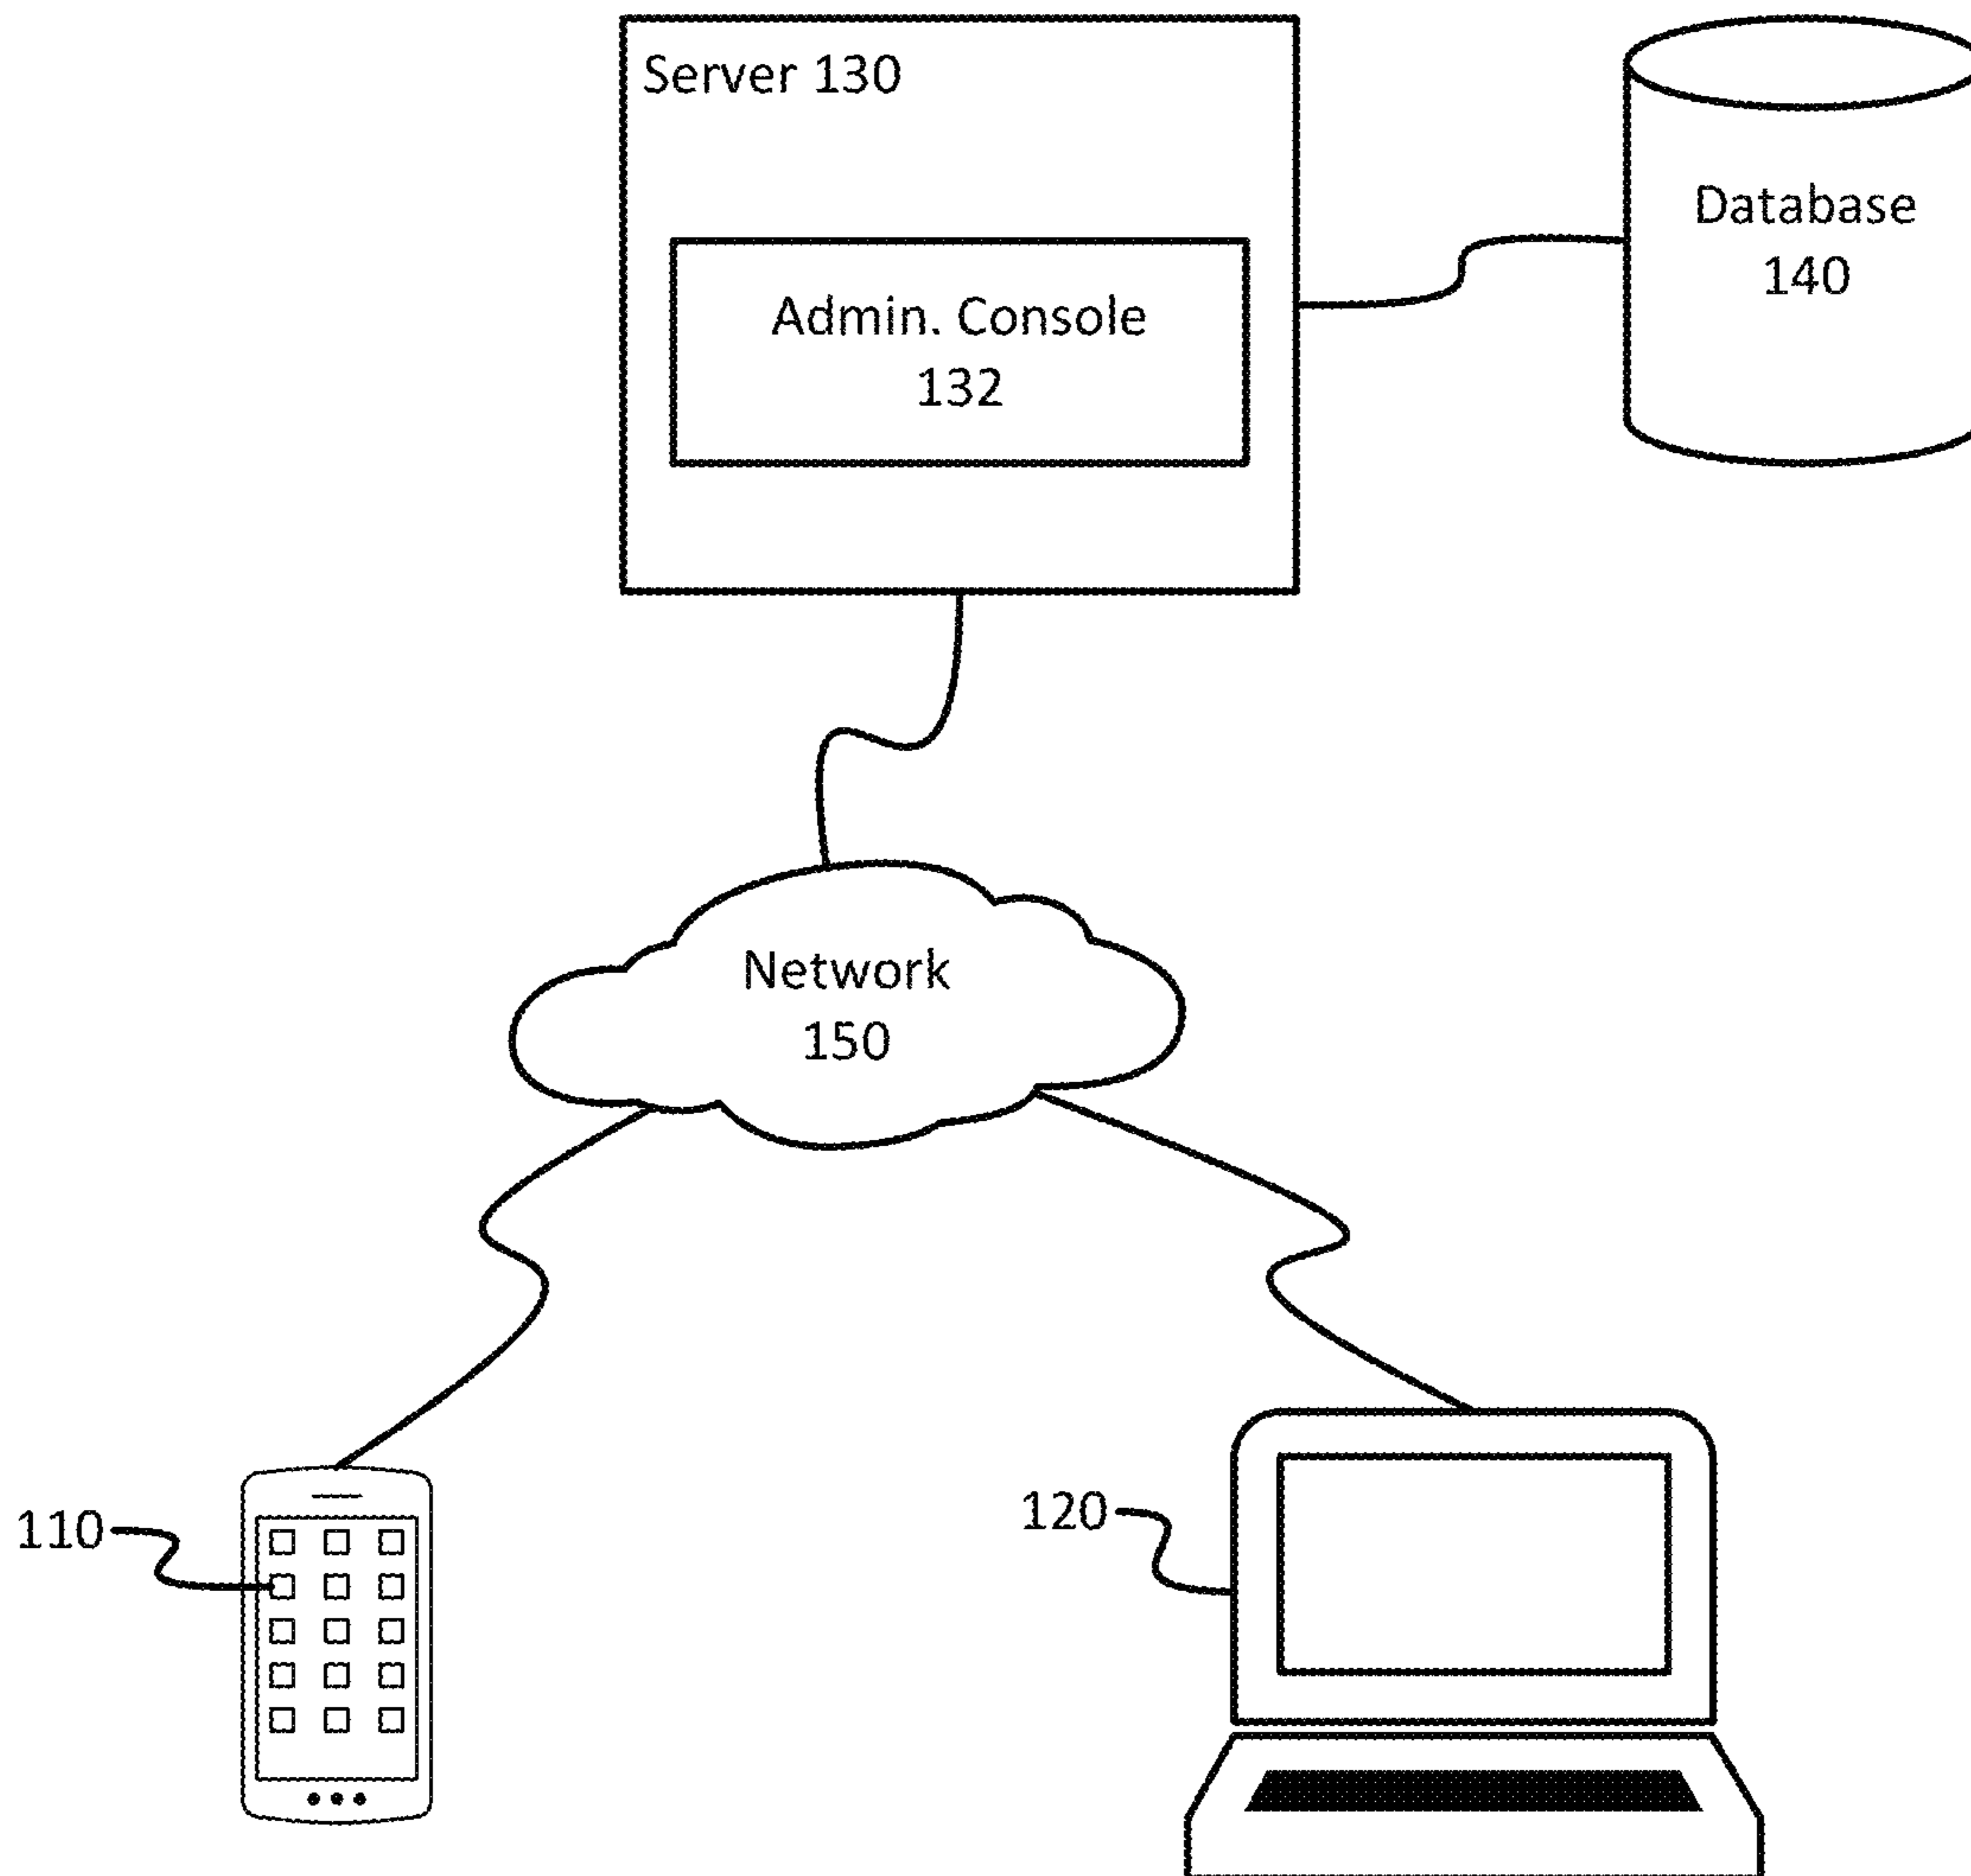 Server 130
Admin. Console
132
Database
140
Network
150
110
120